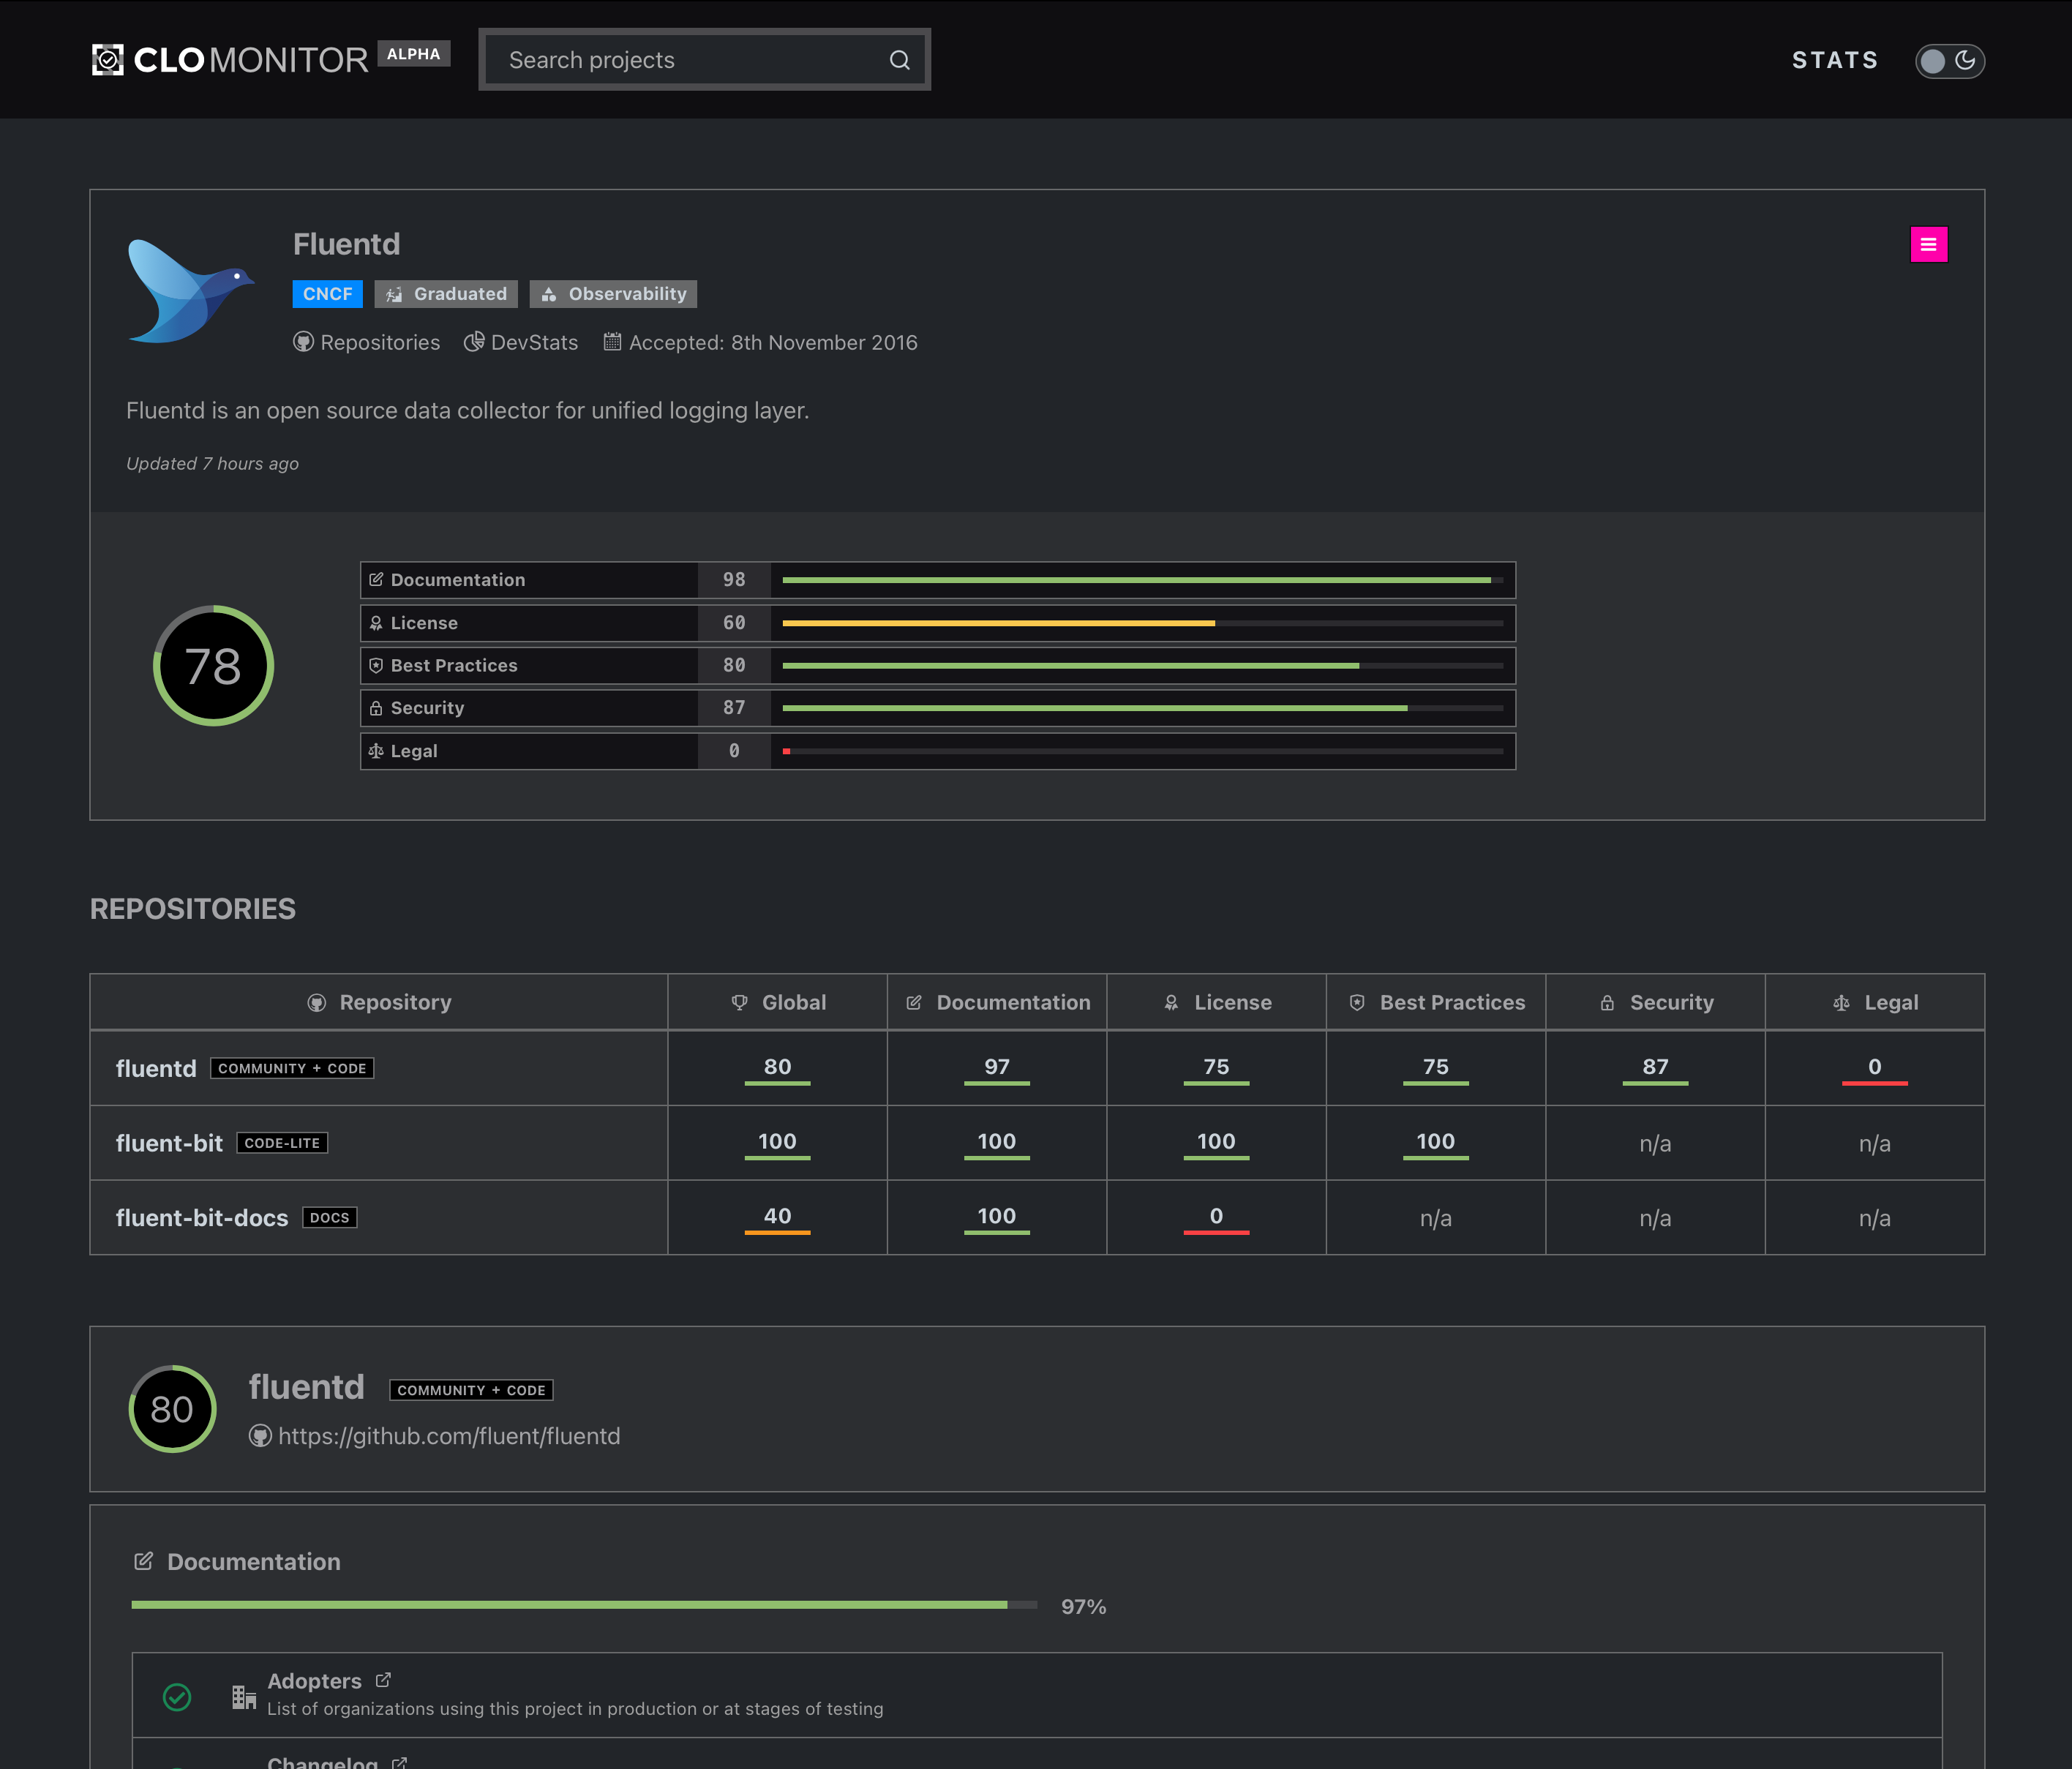 CLOMONITOR ALPHA Search projects STATS
Fluentd
CNCF Graduated Observability
Repositories DevStats Accepted: 8th November 2016
Fluentd is an open source data collector for unified logging layer.
Updated 7 hours ago
78
Documentation 98
License 60
Best Practices 80
Security 87
Legal 0
REPOSITORIES
Repository Global Documentation License Best Practices Security Legal
fluentd COMMUNITY + CODE 80 97 75 75 87 0
fluent-bit CODE-LITE 100 100 100 100 n/a n/a
fluent-bit-docs DOCS 40 100 0 n/a n/a n/a
80
fluentd COMMUNITY + CODE
https://github.com/fluent/fluentd
Documentation
97%
Adopters
List of organizations using this project in production or at stages of testing
Changelog